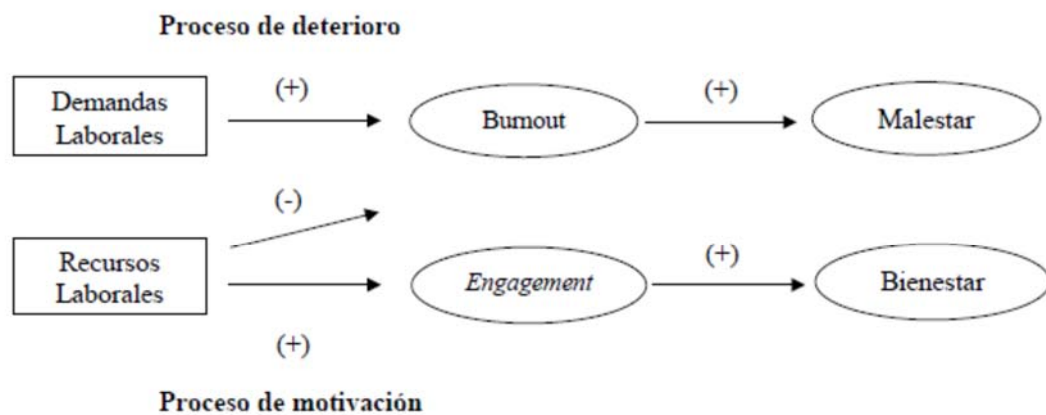 Proceso de deterioro
(+)
(+)
Demandas
Laborales
Burnout
Malestar
(-)
(+)
Recursos
Laborales
Engagement
Bienestar
(+)
Proceso de motivación